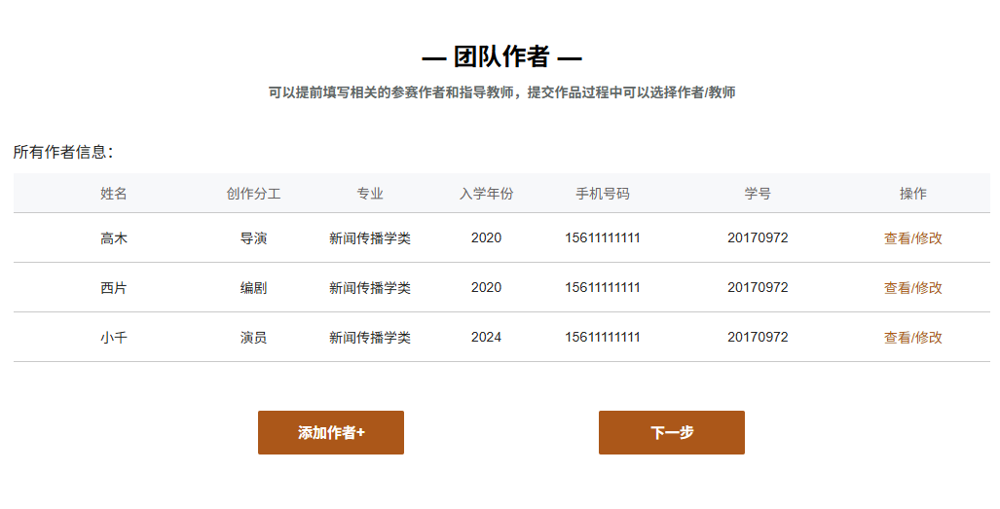 — 团队作者 —
可以提前填写相关的参赛作者和指导教师，提交作品过程中可以选择作者/教师
所有作者信息：
姓名 创作分工 专业 入学年份 手机号码 学号 操作
高木 导演 新闻传播学类 2020 15611111111 20170972 查看/修改
西片 编剧 新闻传播学类 2020 15611111111 20170972 查看/修改
小千 演员 新闻传播学类 2024 15611111111 20170972 查看/修改
添加作者+ 下一步